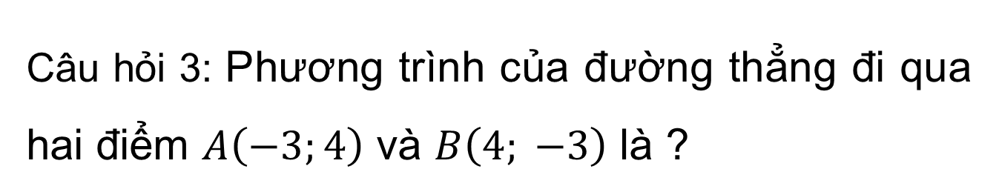 Câu hỏi 3: Phương trình của đường thẳng đi qua
hai điểm A(−3; 4) và B(4; −3) là ?